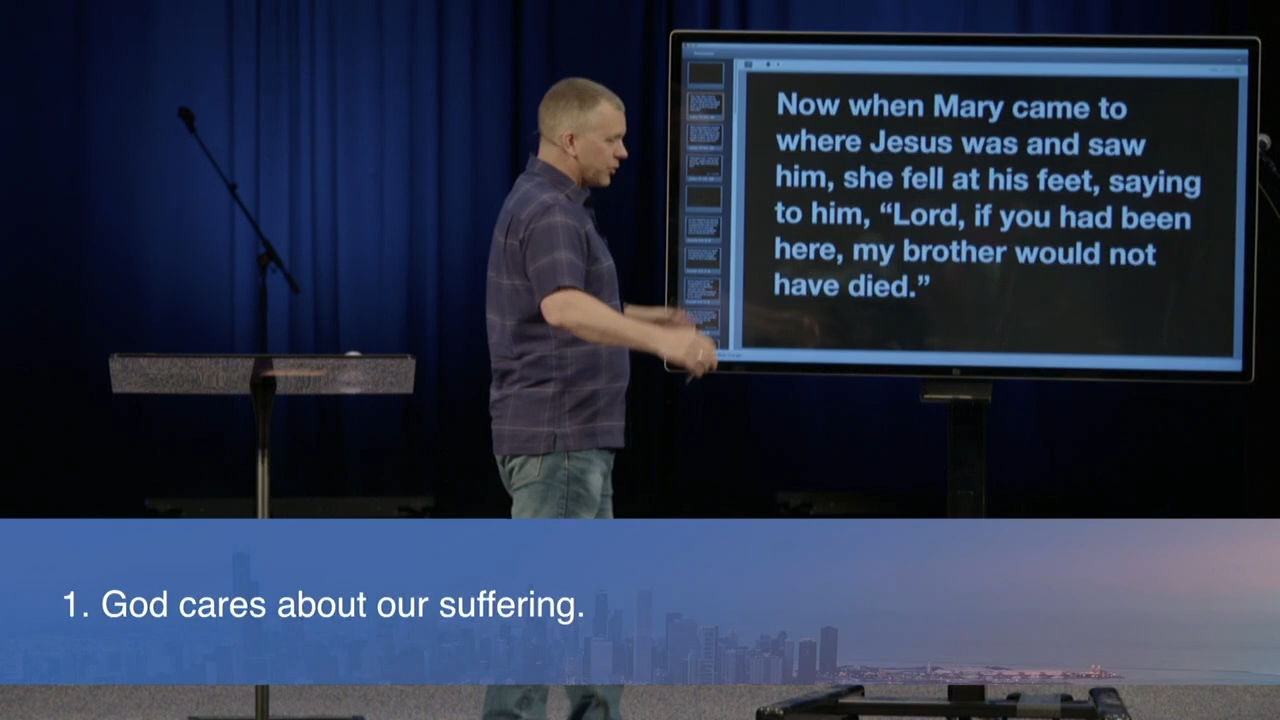 Now when Mary came to
where Jesus was and saw
him, she fell at his feet, saying
to him, “Lord, if you had been
here, my brother would not
have died.”
1. God cares about our suffering.